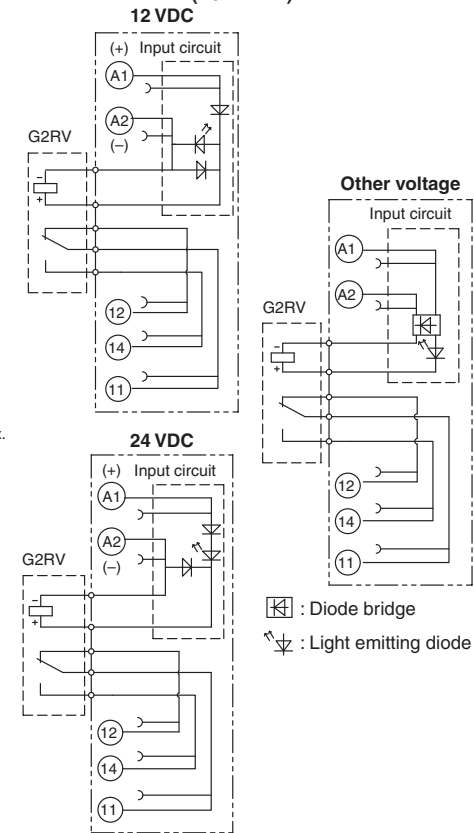 12 VDC
(+) Input circuit
A1
A2
(–)
G2RV
–
+
12
14
11
Other voltage
Input circuit
A1
A2
G2RV
–
+
12
14
11
24 VDC
(+) Input circuit
A1
A2
(–)
G2RV
–
+
12
14
11
: Diode bridge
: Light emitting diode